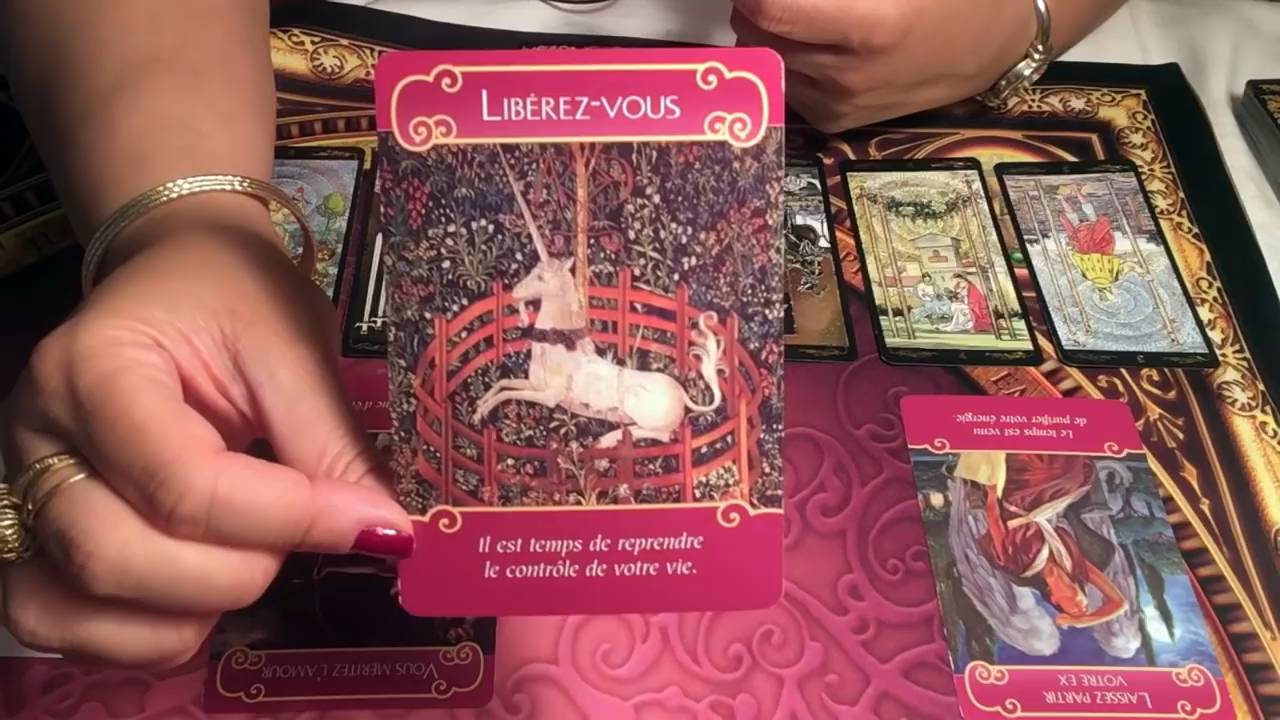 LIBÉREZ-VOUS
Il est temps de reprendre
le contrôle de votre vie.
Le temps est venu
de purifier votre énergie.
LAISSEZ PARTIR
VOTRE EX
VOUS MÉRITEZ L'AMOUR